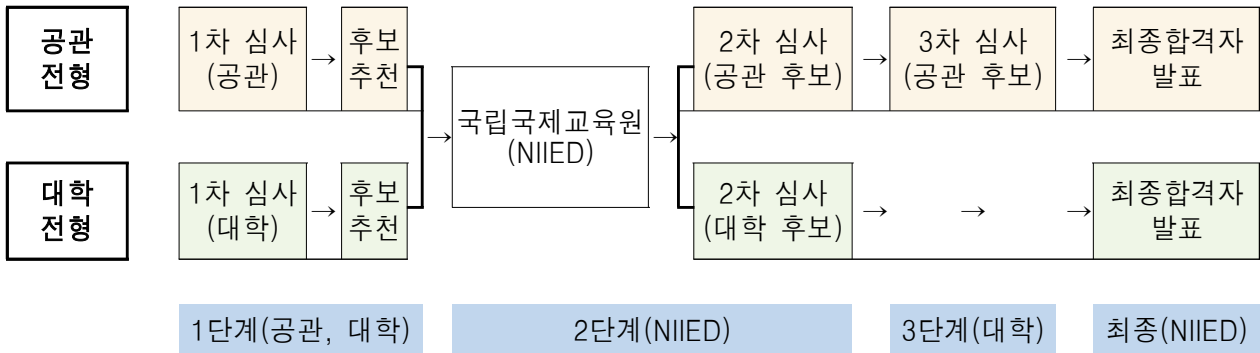 공관
전형
1차 심사
(공관)
→
후보
추천
→
국립국제교육원
(NIIED)
→
2차 심사
(공관 후보)
→
3차 심사
(공관 후보)
→
최종합격자
발표
대학
전형
1차 심사
(대학)
→
후보
추천
2차 심사
(대학 후보)
→
→
→
최종합격자
발표
1단계(공관, 대학)
2단계(NIIED)
3단계(대학)
최종(NIIED)